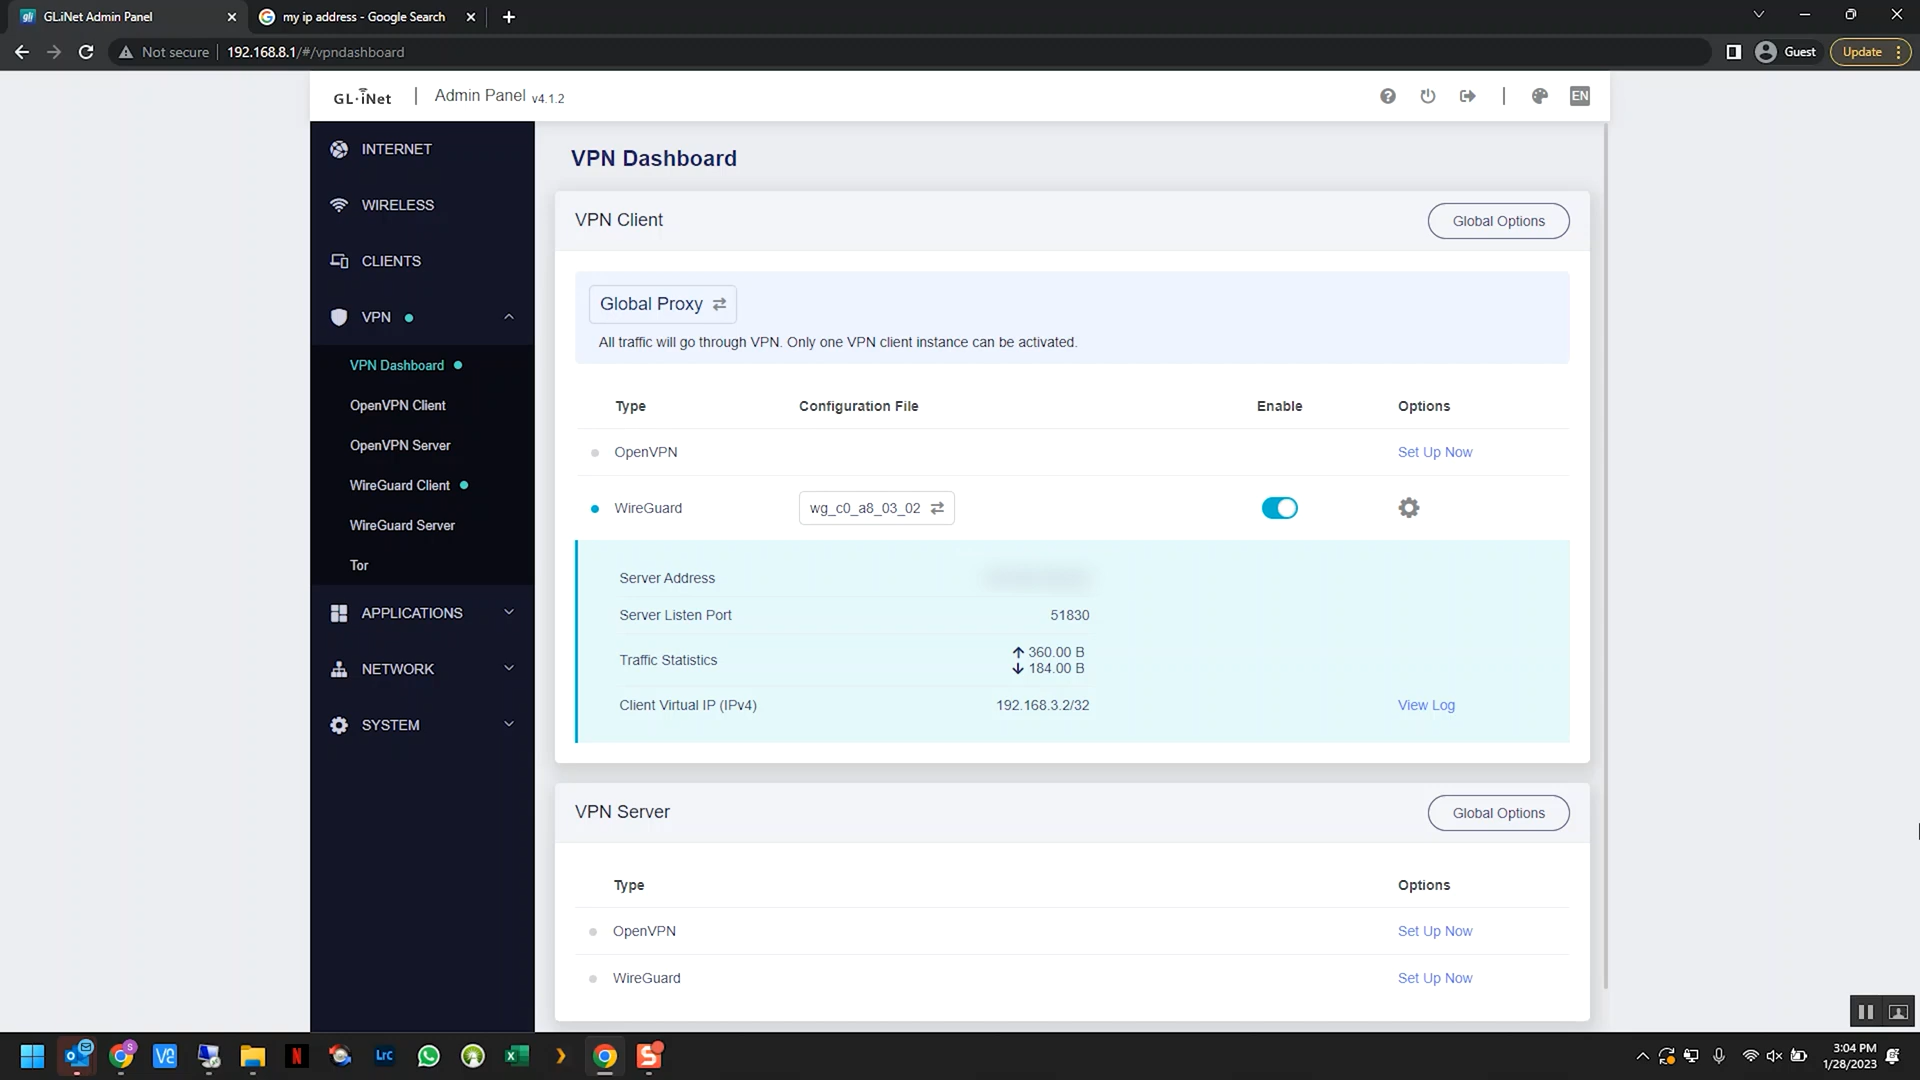 GL.iNet Admin Panel
my ip address - Google Search
Not secure
192.168.8.1/#/vpndashboard
Guest
Update
GL·iNet
Admin Panel v4.1.2
EN
INTERNET
WIRELESS
CLIENTS
VPN
VPN Dashboard
OpenVPN Client
OpenVPN Server
WireGuard Client
WireGuard Server
Tor
APPLICATIONS
NETWORK
SYSTEM
VPN Dashboard
VPN Client
Global Options
Global Proxy
All traffic will go through VPN. Only one VPN client instance can be activated.
Type Configuration File Enable Options
OpenVPN Set Up Now
WireGuard wg_c0_a8_03_02
Server Address
Server Listen Port 51830
Traffic Statistics
360.00 B
184.00 B
Client Virtual IP (IPv4) 192.168.3.2/32 View Log
VPN Server
Global Options
Type Options
OpenVPN Set Up Now
WireGuard Set Up Now
Lrc
3:04 PM
1/28/2023